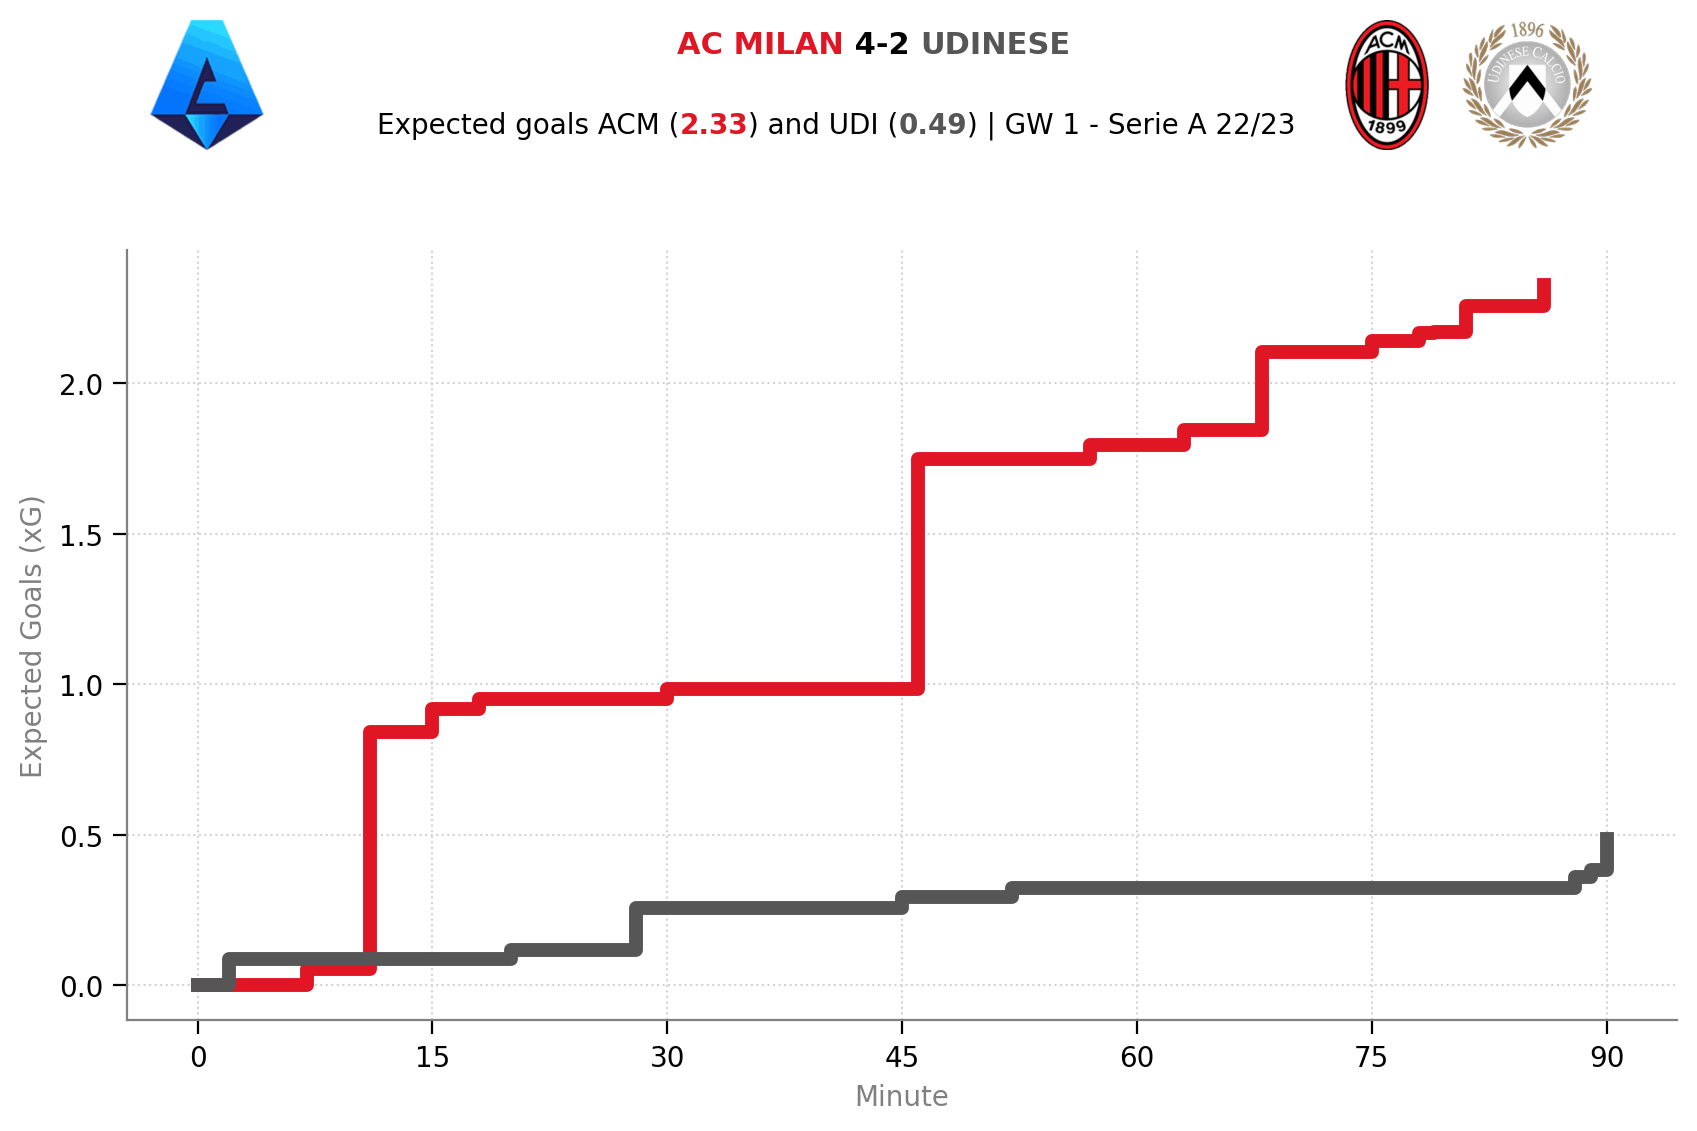 AC MILAN 4-2 UDINESE
Expected goals ACM (2.33) and UDI (0.49) | GW 1 - Serie A 22/23
ACM
1899
1896
UDINESE CALCIO
Expected Goals (xG)
2.0
1.5
1.0
0.5
0.0
0 15 30 45 60 75 90
Minute